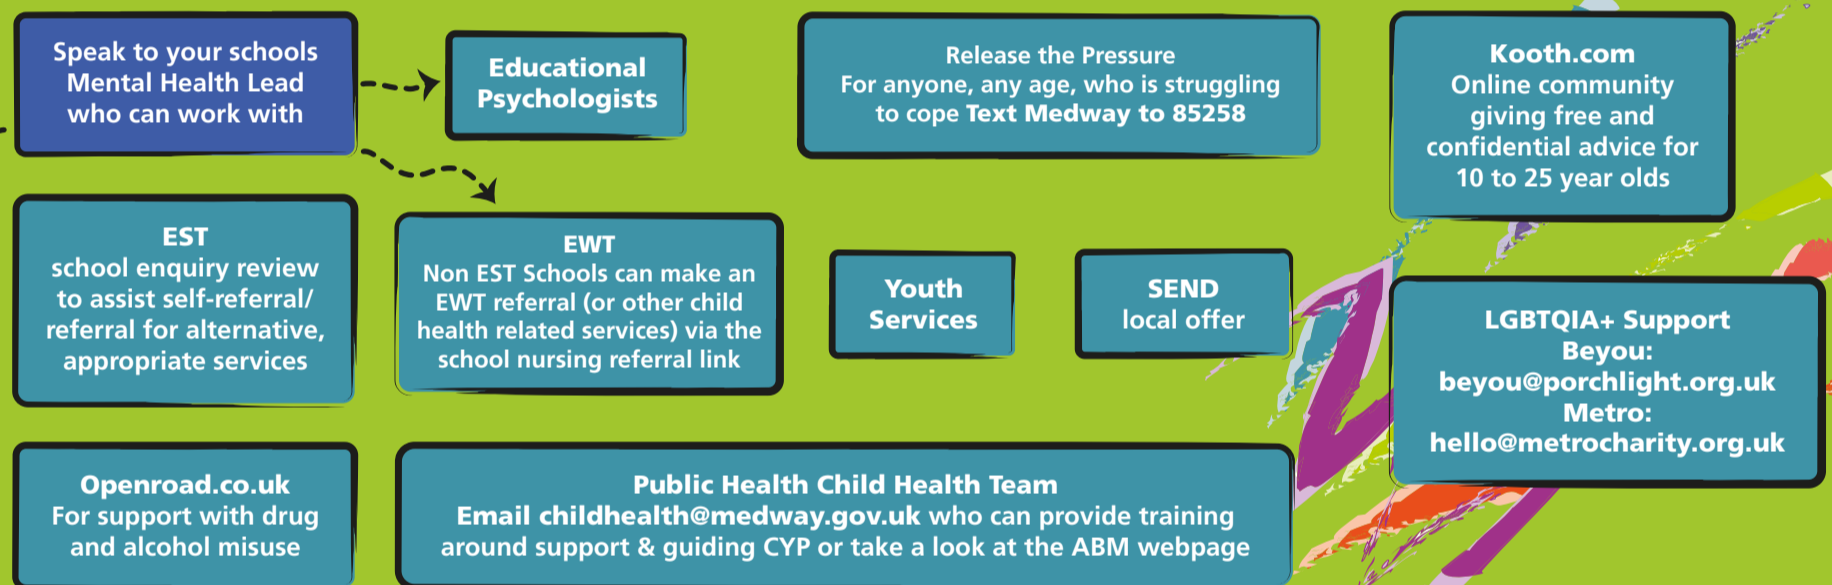 Speak to your schools
Mental Health Lead
who can work with
Educational
Psychologists
Release the Pressure
For anyone, any age, who is struggling
to cope Text Medway to 85258
Kooth.com
Online community
giving free and
confidential advice for
10 to 25 year olds
EST
school enquiry review
to assist self-referral/
referral for alternative,
appropriate services
EWT
Non EST Schools can make an
EWT referral (or other child
health related services) via the
school nursing referral link
Youth
Services
SEND
local offer
LGBTQIA+ Support
Beyou:
beyou@porchlight.org.uk
Metro:
hello@metrocharity.org.uk
Openroad.co.uk
For support with drug
and alcohol misuse
Public Health Child Health Team
Email childhealth@medway.gov.uk who can provide training
around support & guiding CYP or take a look at the ABM webpage